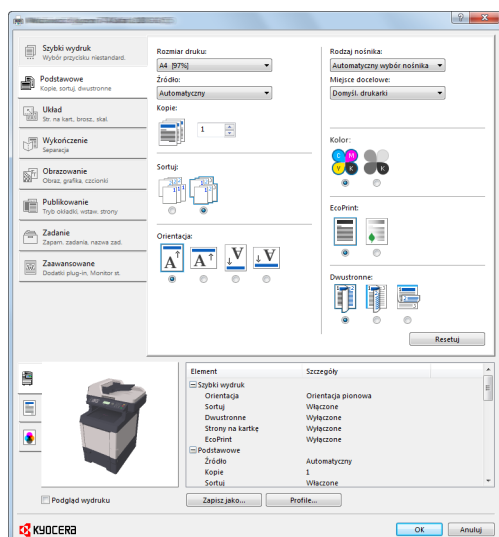 Szybki wydruk
Wybór przycisku niestandard.
Podstawowe
Kopie, sortuj, dwustronne
Układ
Str. na kart., brosz., skal.
Wykończenie
Separacja
Obrazowanie
Obraz, grafika, czcionki
Publikowanie
Tryb okładki, wstaw. strony
Zadanie
Zapam. zadania, nazwa zad.
Zaawansowane
Dodatki plug-in, Monitor st.
Rozmiar druku:
A4 [97%]
Źródło:
Automatyczny
Kopie:
1
Sortuj:
Orientacja:
Rodzaj nośnika:
Automatyczny wybór nośnika
Miejsce docelowe:
Domyśl. drukarki
Kolor:
C M
Y K K
EcoPrint:
Dwustronne:
Resetuj
Element Szczegóły
Szybki wydruk
Orientacja Orientacja pionowa
Sortuj Włączone
Dwustronne Wyłączone
Strony na kartkę Wyłączone
EcoPrint Wyłączone
Podstawowe
Źródło Automatyczny
Kopie 1
Sortuj Włączone
Podgląd wydruku
Zapisz jako... Profile...
KYOCERA
OK Anuluj